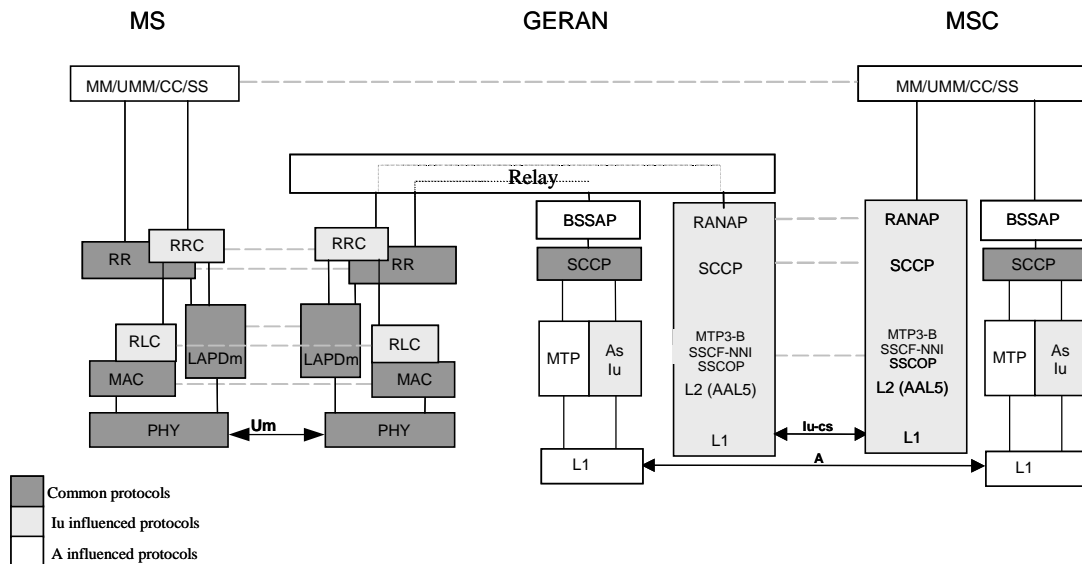 MS
GERAN
MSC
MM/UMM/CC/SS
MM/UMM/CC/SS
Relay
RRC
RR
RRC
RR
BSSAP
RANAP
RANAP
BSSAP
SCCP
SCCP
SCCP
SCCP
RLC
LAPDm
LAPDm
RLC
MAC
MAC
MTP
As
Iu
MTP3-B
SSCF-NNI
SSCOP
L2 (AAL5)
MTP3-B
SSCF-NNI
SSCOP
L2 (AAL5)
MTP
As
Iu
PHY
Um
PHY
L1
Iu-cs
L1
L1
A
L1
Common protocols
Iu influenced protocols
A influenced protocols